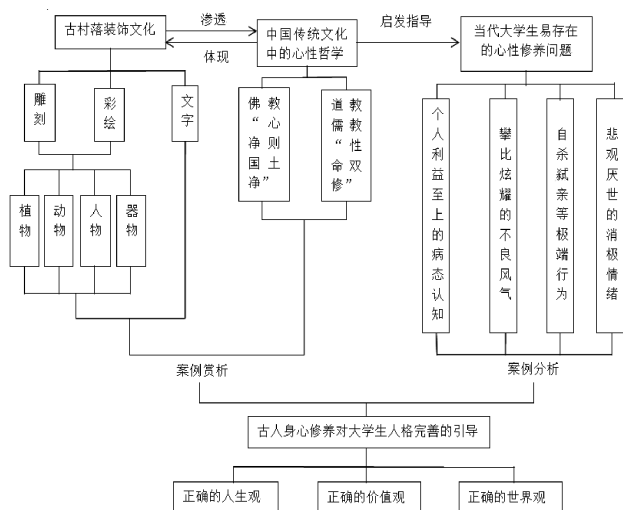 古村落装饰文化
渗透
体现
中国传统文化
中的心性哲学
启发指导
当代大学生易存在
的心性修养问题
雕刻
彩绘
文字
佛教
“心
净则
国土
净”
道教
儒教
“性
命双
修”
个人利益至上的病态认知
攀比炫耀的不良风气
自杀弑亲等极端行为
悲观厌世的消极情绪
植物
动物
人物
器物
案例赏析
案例分析
古人身心修养对大学生人格完善的引导
正确的人生观
正确的价值观
正确的世界观